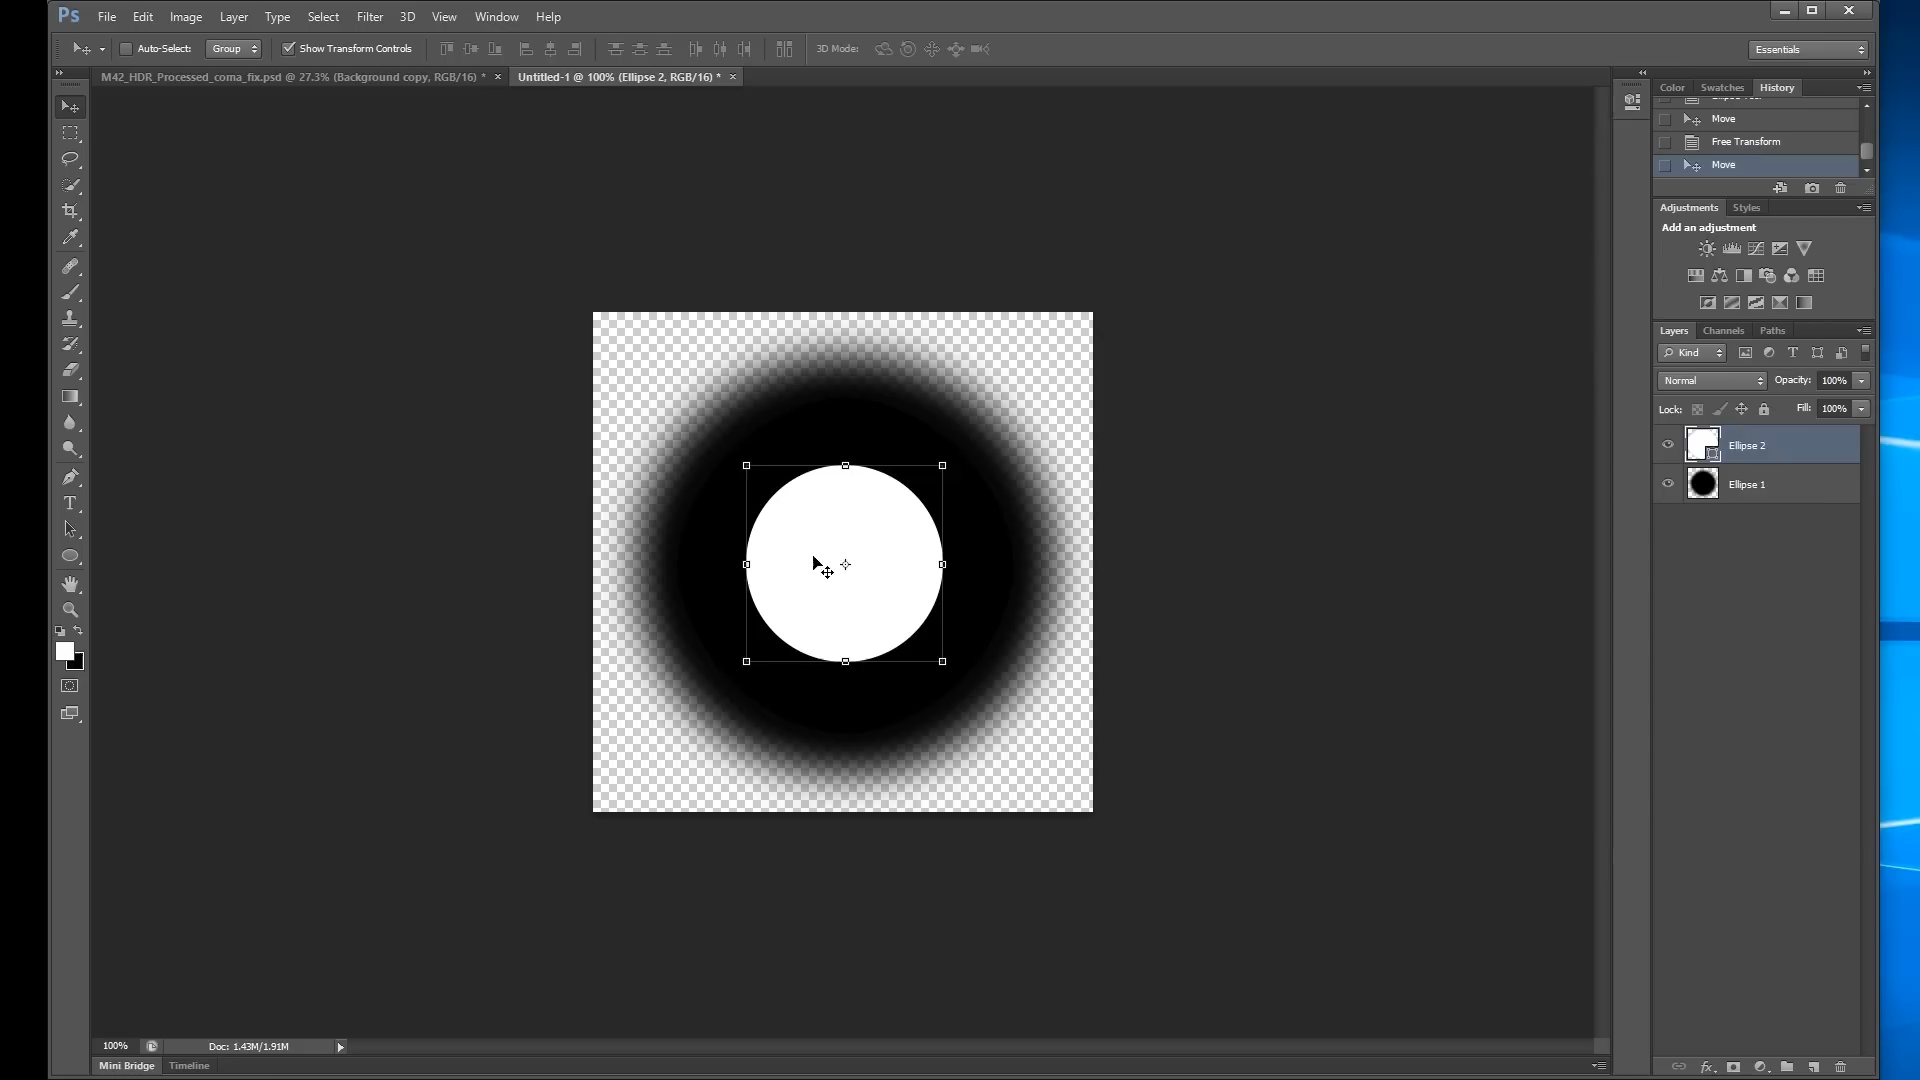 Ps File Edit Image Layer Type Select Filter 3D View Window Help
Auto-Select: Group Show Transform Controls 3D Mode: Essentials
M42_HDR_Processed_coma_fix.psd @ 27.3% (Background copy, RGB/16) * × Untitled-1 @ 100% (Ellipse 2, RGB/16) * ×
Color Swatches History
Move
Free Transform
Move
Adjustments Styles
Add an adjustment
Layers Channels Paths
Kind
Normal Opacity: 100%
Lock: Fill: 100%
Ellipse 2
Ellipse 1
100% Doc: 1.43M/1.91M
Mini Bridge Timeline